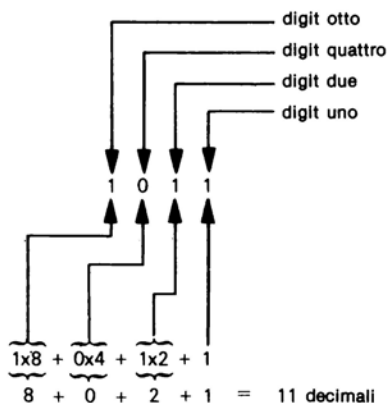 digit otto
digit quattro
digit due
digit uno
1 0 1 1
1x8 + 0x4 + 1x2 + 1
8 + 0 + 2 + 1 = 11 decimali